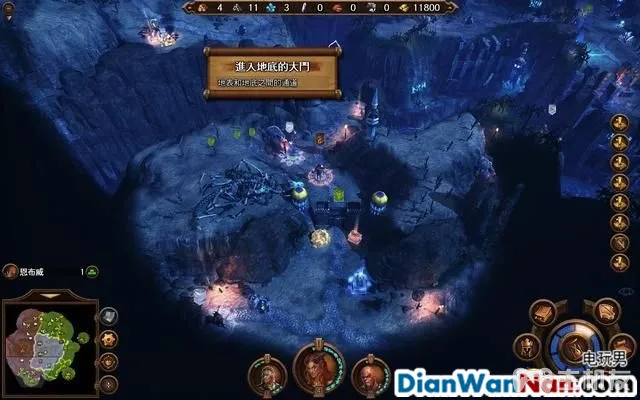 4 11 3 0 0 0 11800
進入地底的大門
地表和地底之間的通道
恩布威 1
电玩男
DianWanNan.com